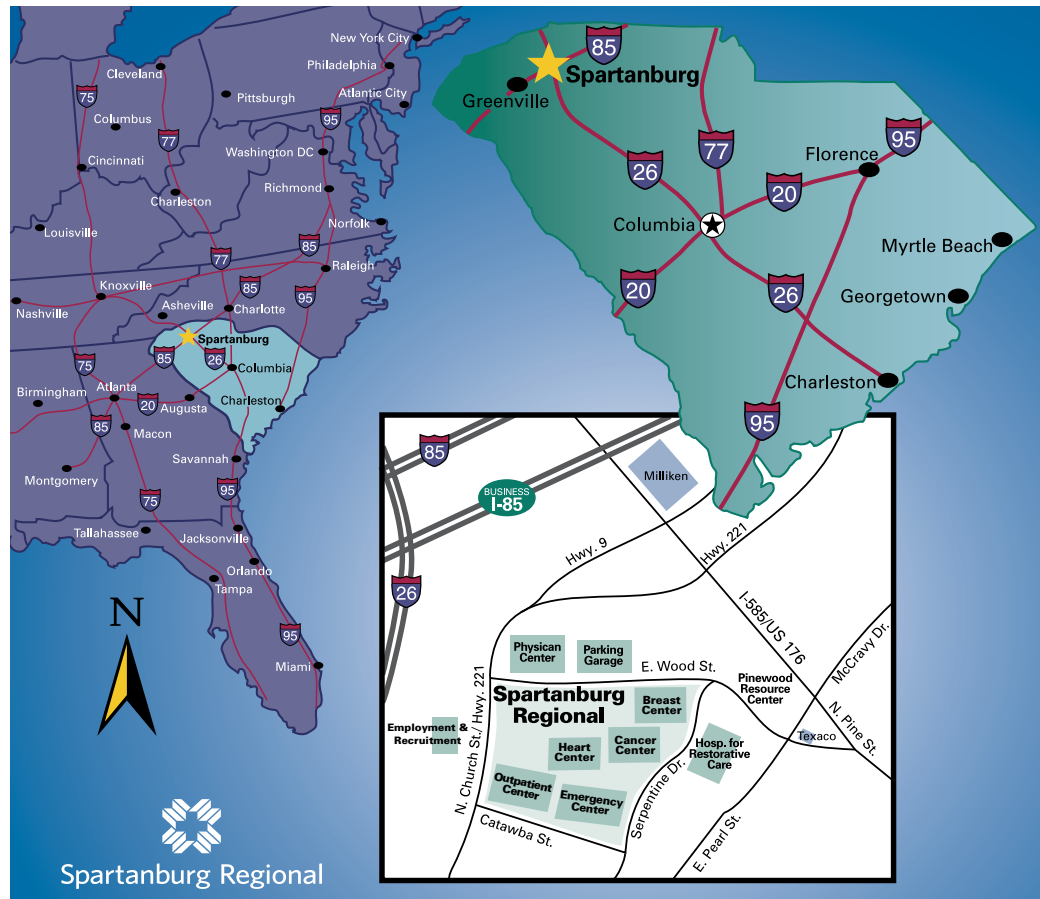 New York City
Philadelphia
Cleveland
Pittsburgh
Atlantic City
75
95
Columbus
77
Washington DC
Cincinnati
Richmond
Charleston
Norfolk
Louisville
85
77
Raleigh
Knoxville
85
95
Nashville
Asheville
Charlotte
Spartanburg
85
26
75
Columbia
Birmingham
Atlanta
20
Augusta
Charleston
85
Macon
Savannah
Montgomery
95
75
Tallahassee
Jacksonville
Orlando
Tampa
95
Miami
N
Spartanburg Regional
85
Spartanburg
Greenville
26
77
95
Florence
20
Columbia
Myrtle Beach
20
26
Georgetown
Charleston
95
85
Milliken
BUSINESS
I-85
Hwy. 9
Hwy. 221
26
I-585/US 176
McCravy Dr.
Physican
Center
Parking
Garage
E. Wood St.
Pinewood
Resource
Center
N. Church St./ Hwy. 221
Spartanburg
Regional
Breast
Center
N. Pine St.
Employment &
Recruitment
Heart
Center
Cancer
Center
Hosp. for
Restorative
Care
Texaco
Outpatient
Center
Emergency
Center
Serpentine Dr.
Catawba St.
E. Pearl St.